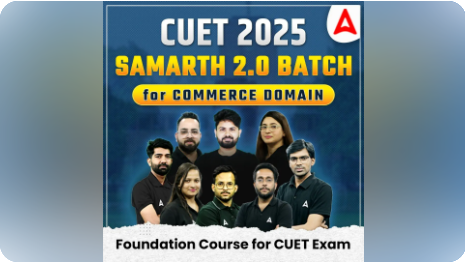 CUET 2025
SAMARTH 2.0 BATCH
for COMMERCE DOMAIN
Foundation Course for CUET Exam